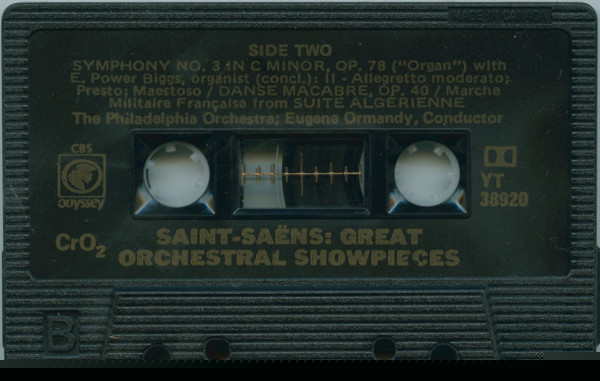 MADE IN CANADA
SIDE TWO
SYMPHONY NO. 3 IN C MINOR, OP. 78 ("Organ") with
E. Power Biggs, organist (concl.): II - Allegretto moderato;
Presto; Maestoso / DANSE MACABRE, OP. 40 / Marche
Militaire Française from SUITE ALGÉRIENNE
The Philadelphia Orchestra; Eugene Ormandy, Conductor
CBS
odyssey
YT
38920
CrO2
SAINT-SAËNS: GREAT
ORCHESTRAL SHOWPIECES
B